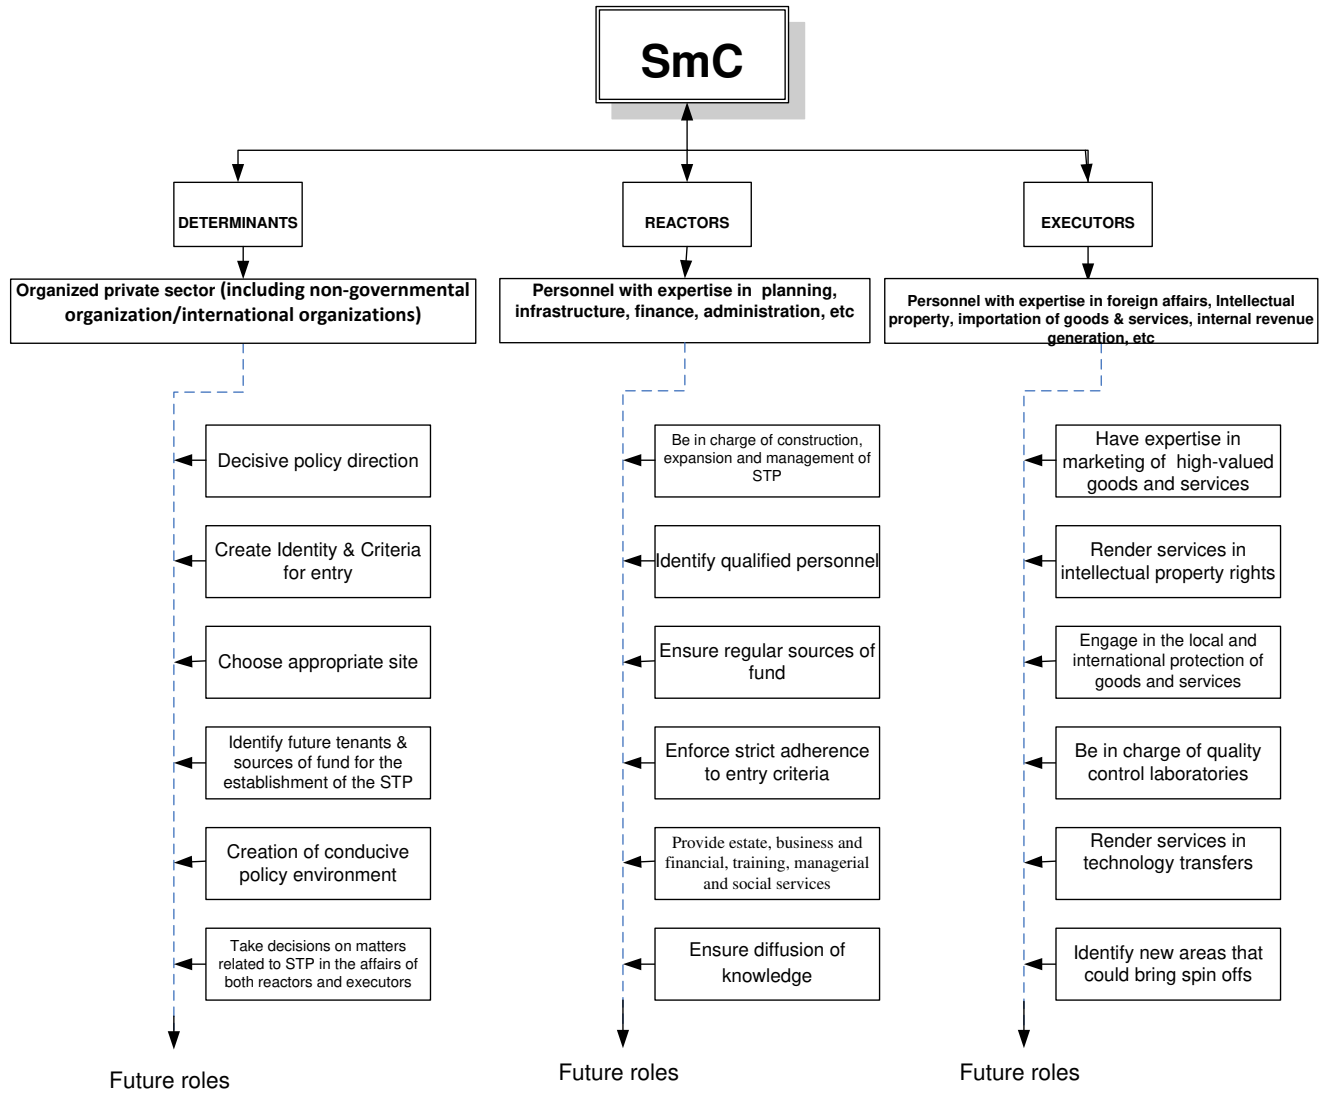 SmC
DETERMINANTS
REACTORS
EXECUTORS
Organized private sector (including non-governmental
organization/international organizations)
Personnel with expertise in planning,
infrastructure, finance, administration, etc
Personnel with expertise in foreign affairs, Intellectual
property, importation of goods & services, internal revenue
generation, etc
Decisive policy direction
Create Identity & Criteria
for entry
Choose appropriate site
Identify future tenants &
sources of fund for the
establishment of the STP
Creation of conducive
policy environment
Take decisions on matters
related to STP in the affairs of
both reactors and executors
Future roles
Be in charge of construction,
expansion and management of
STP
Identify qualified personnel
Ensure regular sources of
fund
Enforce strict adherence
to entry criteria
Provide estate, business and
financial, training, managerial
and social services
Ensure diffusion of
knowledge
Future roles
Have expertise in
marketing of high-valued
goods and services
Render services in
intellectual property rights
Engage in the local and
international protection of
goods and services
Be in charge of quality
control laboratories
Render services in
technology transfers
Identify new areas that
could bring spin offs
Future roles